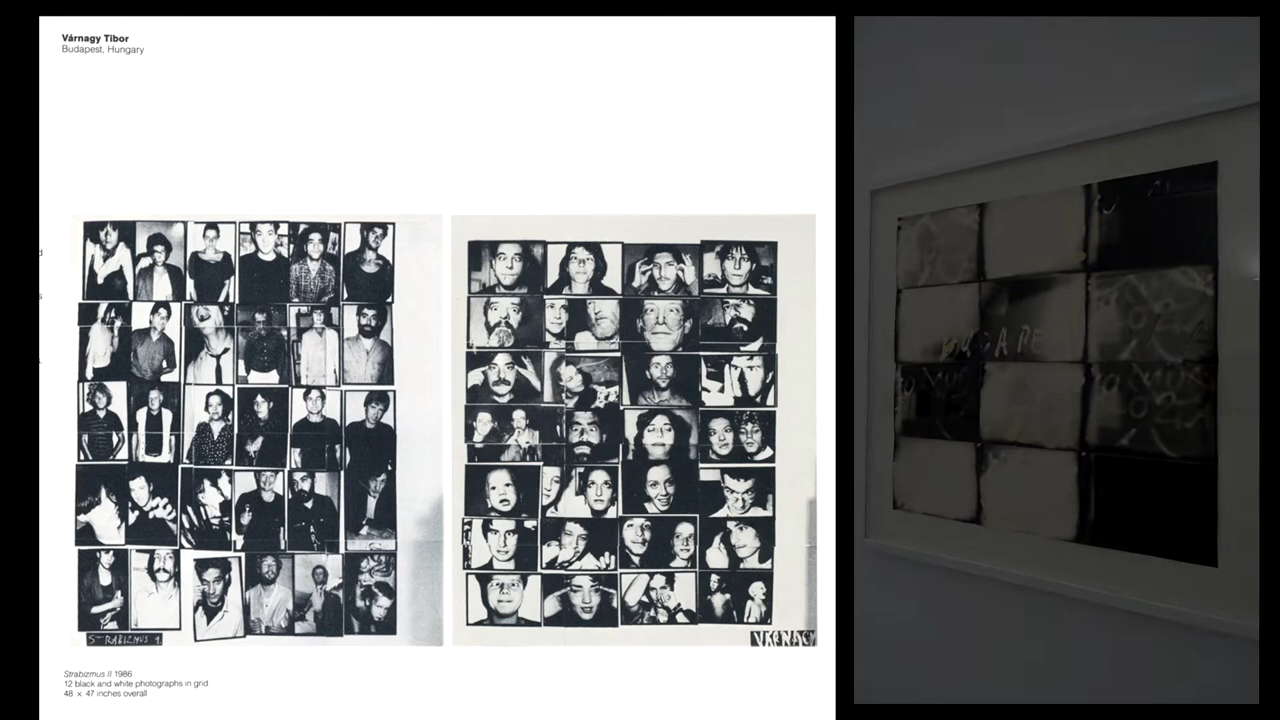 Várnagy Tibor
Budapest, Hungary
STRABIZMUS 1
Strabizmus II 1986
12 black and white photographs in grid
48 × 47 inches overall